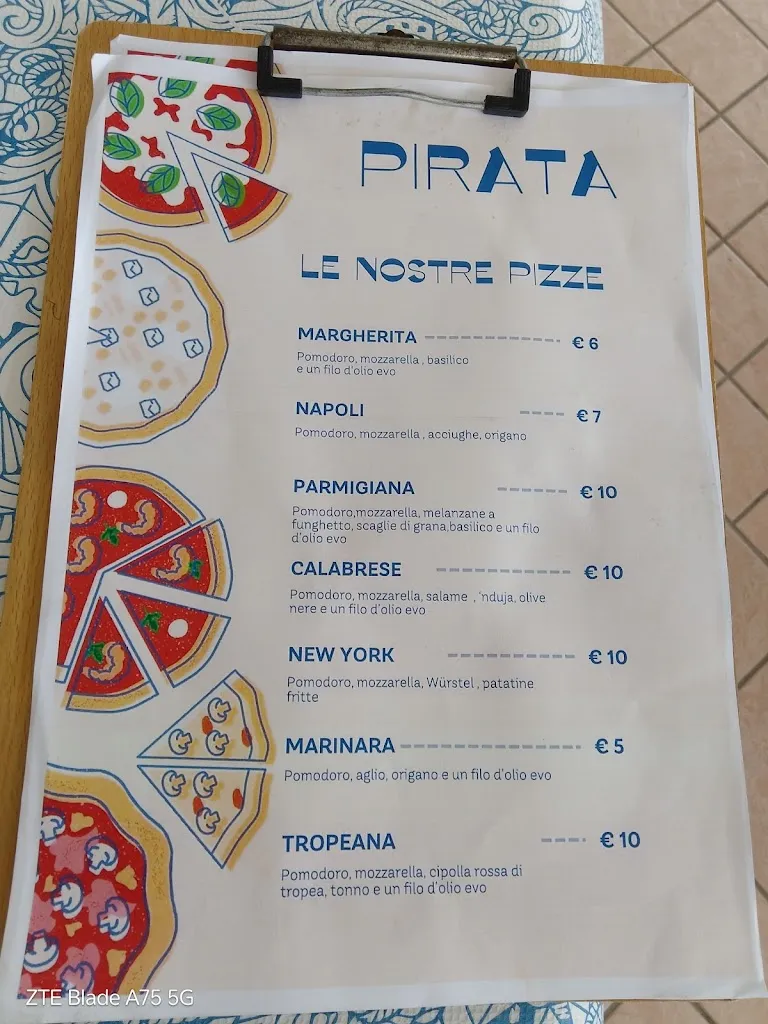 PIRATA
LE NOSTRE PIZZE
MARGHERITA ------------- € 6
Pomodoro, mozzarella , basilico
e un filo d'olio evo
NAPOLI ---- € 7
Pomodoro, mozzarella , acciughe, origano
PARMIGIANA ------ € 10
Pomodoro,mozzarella, melanzane a
funghetto, scaglie di grana,basilico e un filo
d'olio evo
CALABRESE ----------- € 10
Pomodoro, mozzarella, salame , 'nduja, olive
nere e un filo d'olio evo
NEW YORK ---------- € 10
Pomodoro, mozzarella, Würstel , patatine
fritte
MARINARA --------------- € 5
Pomodoro, aglio, origano e un filo d'olio evo
TROPEANA ---- € 10
Pomodoro, mozzarella, cipolla rossa di
tropea, tonno e un filo d'olio evo
ZTE Blade A75 5G